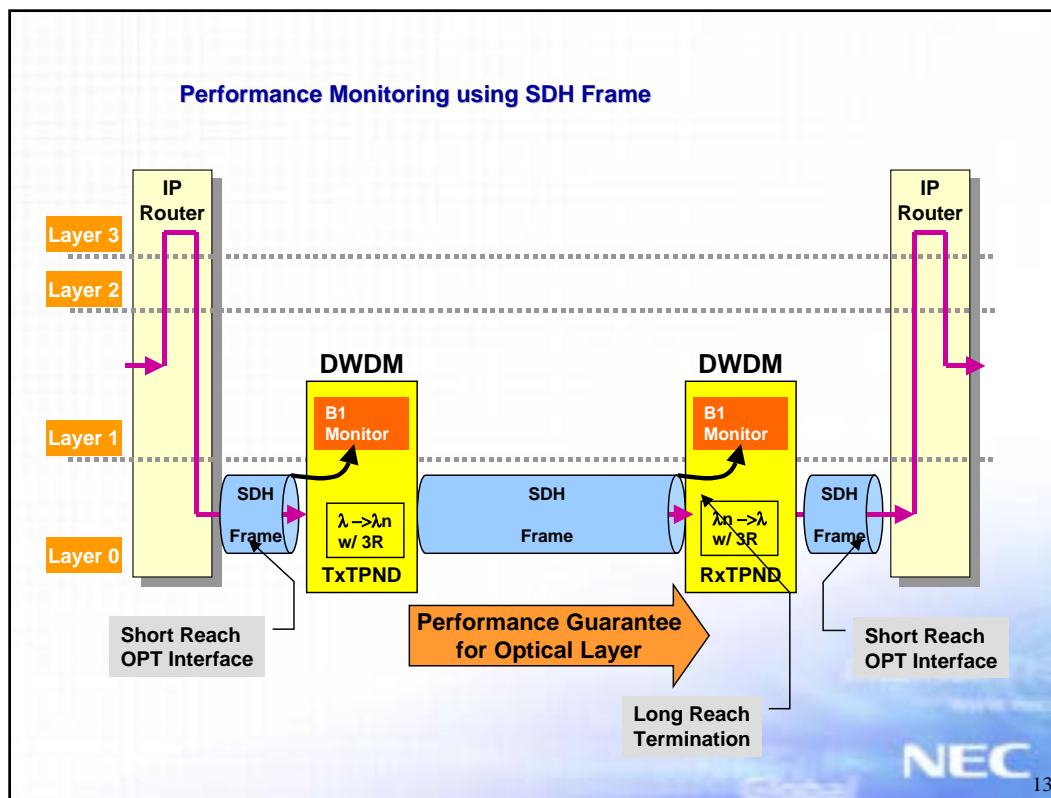 Performance Monitoring using SDH Frame
IP
Router
IP
Router
Layer 3
Layer 2
DWDM
DWDM
B1
Monitor
B1
Monitor
Layer 1
SDH
Frame
SDH
Frame
SDH
Frame
λ –>λn
w/ 3R
λn –>λ
w/ 3R
Layer 0
TxTPND
RxTPND
Performance Guarantee
for Optical Layer
Short Reach
OPT Interface
Short Reach
OPT Interface
Long Reach
Termination
NEC
Global
13